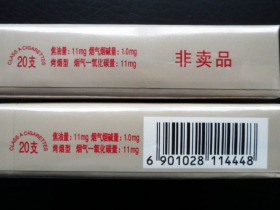 CLASS A CIGARETTES
20支
焦油量：11mg 烟气烟碱量：1.0mg
烤烟型 烟气一氧化碳量：11mg
非卖品
CLASS A CIGARETTES
20支
焦油量：11mg 烟气烟碱量：1.0mg
烤烟型 烟气一氧化碳量：11mg
6 901028 114448